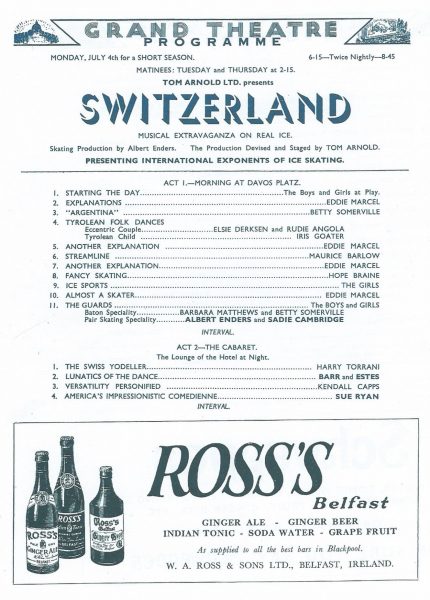 GRAND THEATRE
PROGRAMME
MONDAY, JULY 4th for a SHORT SEASON. 6-15—Twice Nightly—8-45
MATINEES: TUESDAY and THURSDAY at 2-15.
TOM ARNOLD LTD. presents
SWITZERLAND
MUSICAL EXTRAVAGANZA ON REAL ICE.
Skating Production by Albert Enders. The Production Devised and Staged by TOM ARNOLD.
PRESENTING INTERNATIONAL EXPONENTS OF ICE SKATING.
ACT 1.—MORNING AT DAVOS PLATZ.
1. STARTING THE DAY....The Boys and Girls at Play.
2. EXPLANATIONS....EDDIE MARCEL
3. "ARGENTINA"....BETTY SOMERVILLE
4. TYROLEAN FOLK DANCES
Eccentric Couple....ELSIE DERKSEN and RUDIE ANGOLA
Tyrolean Child....IRIS GOATER
5. ANOTHER EXPLANATION....EDDIE MARCEL
6. STREAMLINE....MAURICE BARLOW
7. ANOTHER EXPLANATION....EDDIE MARCEL
8. FANCY SKATING....HOPE BRAINE
9. ICE SPORTS....THE GIRLS
10. ALMOST A SKATER....EDDIE MARCEL
11. THE GUARDS....The BOYS and GIRLS
Baton Speciality....BARBARA MATTHEWS and BETTY SOMERVILLE
Pair Skating Speciality....ALBERT ENDERS and SADIE CAMBRIDGE
INTERVAL.
ACT 2—THE CABARET.
The Lounge of the Hotel at Night.
1. THE SWISS YODELLER....HARRY TORRANI
2. LUNATICS OF THE DANCE....BARR and ESTES
3. VERSATILITY PERSONIFIED....KENDALL CAPPS
4. AMERICA'S IMPRESSIONISTIC COMEDIENNE....SUE RYAN
INTERVAL.
ROSS'S
Belfast
GINGER ALE - GINGER BEER
INDIAN TONIC - SODA WATER - GRAPE FRUIT
As supplied to all the best bars in Blackpool.
W. A. ROSS & SONS LTD., BELFAST, IRELAND.
ROSS'S
GINGER ALE
ROSS'S
Ross's